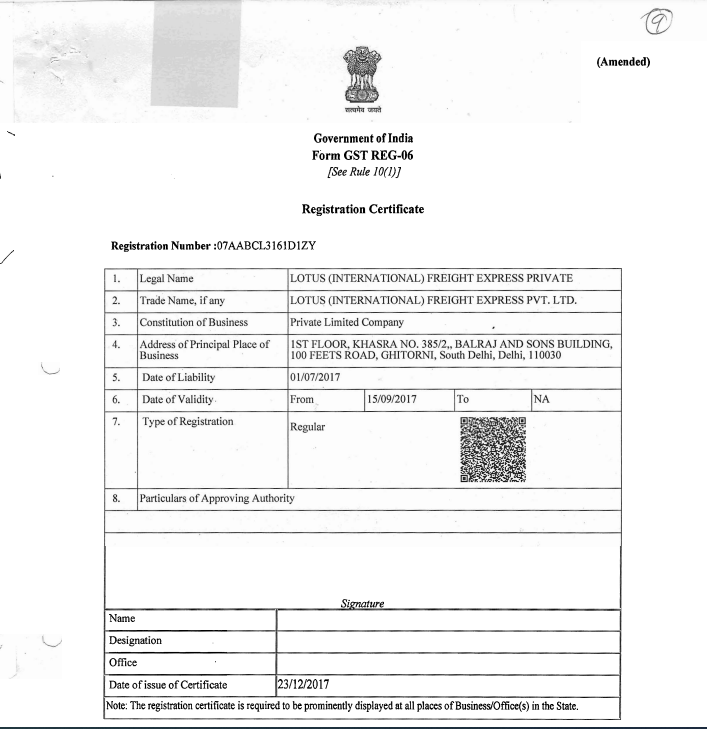 9
(Amended)
सत्यमेव जयते
Government of India
Form GST REG-06
[See Rule 10(1)]
Registration Certificate
Registration Number :07AABCL3161D1ZY
1. Legal Name LOTUS (INTERNATIONAL) FREIGHT EXPRESS PRIVATE
2. Trade Name, if any LOTUS (INTERNATIONAL) FREIGHT EXPRESS PVT. LTD.
3. Constitution of Business Private Limited Company
4. Address of Principal Place of Business 1ST FLOOR, KHASRA NO. 385/2,, BALRAJ AND SONS BUILDING,
100 FEETS ROAD, GHITORNI, South Delhi, Delhi, 110030
5. Date of Liability 01/07/2017
6. Date of Validity From 15/09/2017 To NA
7. Type of Registration Regular
8. Particulars of Approving Authority
Signature
Name
Designation
Office
Date of issue of Certificate 23/12/2017
Note: The registration certificate is required to be prominently displayed at all places of Business/Office(s) in the State.